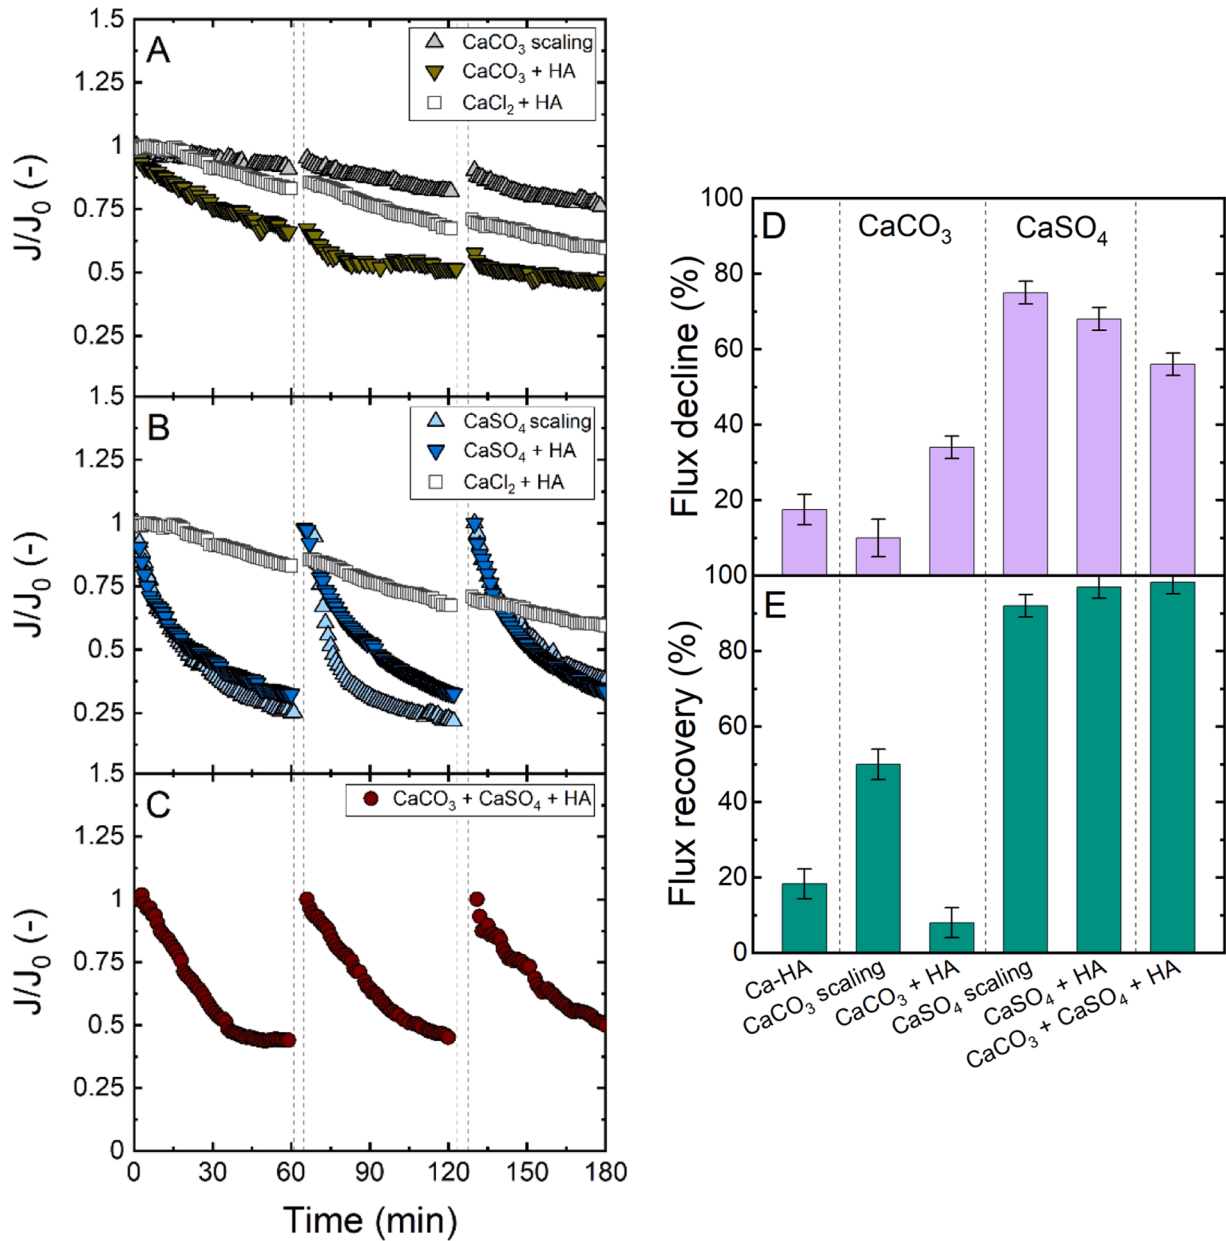 A
CaCO3 scaling
CaCO3 + HA
CaCl2 + HA
1.5
1.25
1
0.75
0.5
0.25
J/J0 (-)
B
CaSO4 scaling
CaSO4 + HA
CaCl2 + HA
1.5
1.25
1
0.75
0.5
0.25
J/J0 (-)
C
CaCO3 + CaSO4 + HA
1.5
1.25
1
0.75
0.5
0.25
0
J/J0 (-)
0 30 60 90 120 150 180
Time (min)
D
CaCO3
CaSO4
100
80
60
40
20
Flux decline (%)
E
100
80
60
40
20
0
Flux recovery (%)
Ca-HA
CaCO3 scaling
CaCO3 + HA
CaSO4 scaling
CaSO4 + HA
CaCO3 + CaSO4 + HA